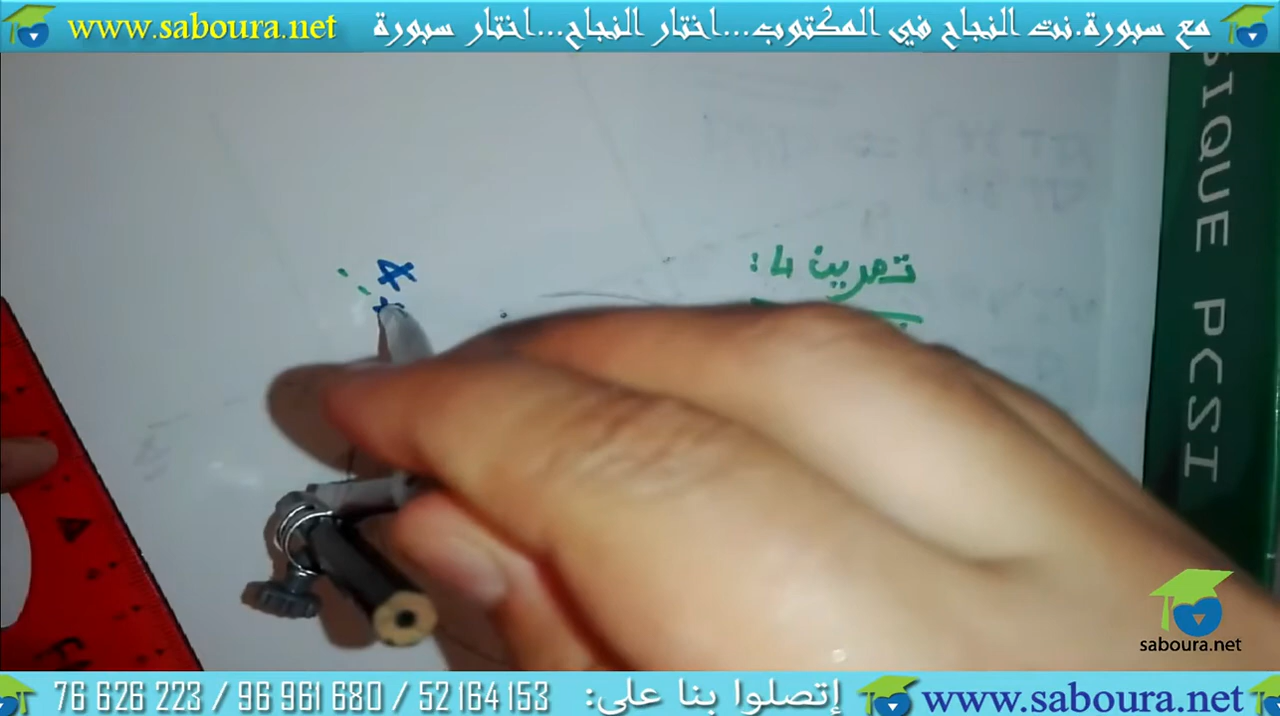 مع سبورة.نت النجاح في المكتوب...اختار النجاح...اختار سبورة
www.saboura.net
SIQUE PCSI
تمرين 4:
A
saboura.net
إتصلوا بنا على: 76 626 223 / 96 961 680 / 52 164 153
www.saboura.net